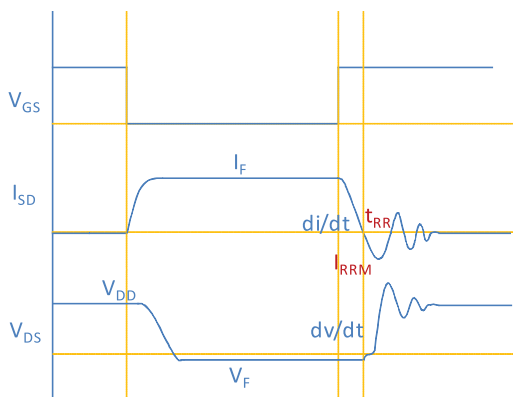 V_GS
I_F
I_SD
di/dt
t_RR
I_RRM
V_DD
V_DS
dv/dt
V_F